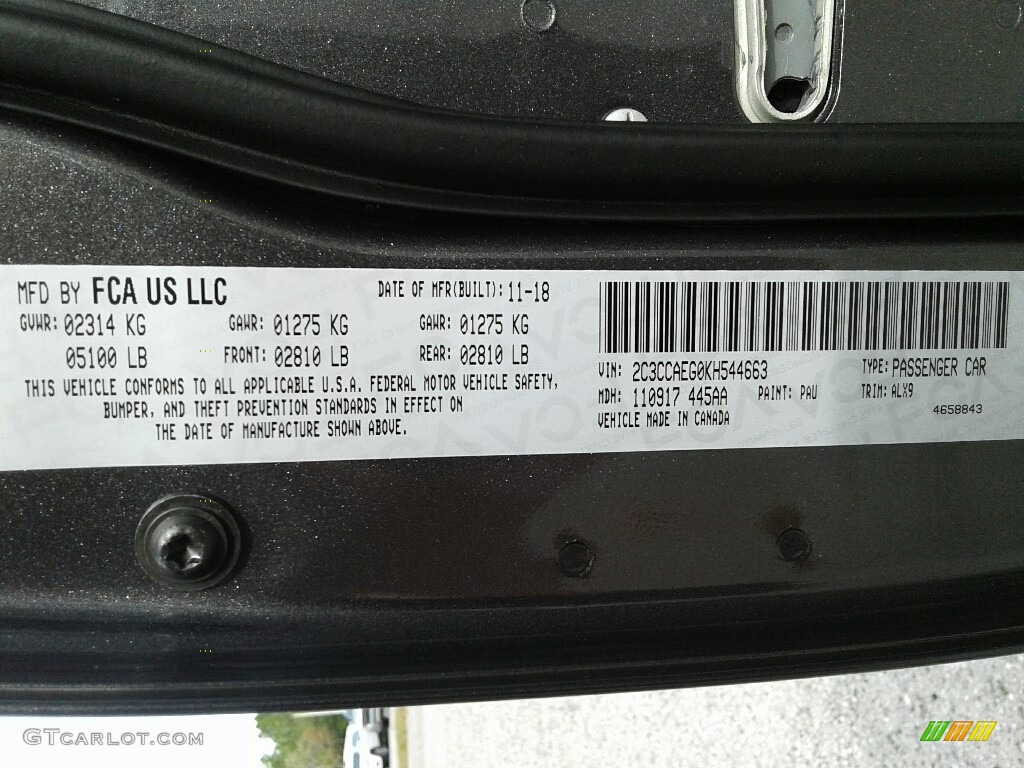 MFD BY FCA US LLC
DATE OF MFR(BUILT): 11-18
GVWR: 02314 KG GAWR: 01275 KG GAWR: 01275 KG
05100 LB FRONT: 02810 LB REAR: 02810 LB
THIS VEHICLE CONFORMS TO ALL APPLICABLE U.S.A. FEDERAL MOTOR VEHICLE SAFETY,
BUMPER, AND THEFT PREVENTION STANDARDS IN EFFECT ON
THE DATE OF MANUFACTURE SHOWN ABOVE.
VIN: 2C3CCAEG0KH544663 TYPE: PASSENGER CAR
MDH: 110917 445AA PAINT: PAU TRIM: ALX9
VEHICLE MADE IN CANADA 4658843
GTCARLOT.COM